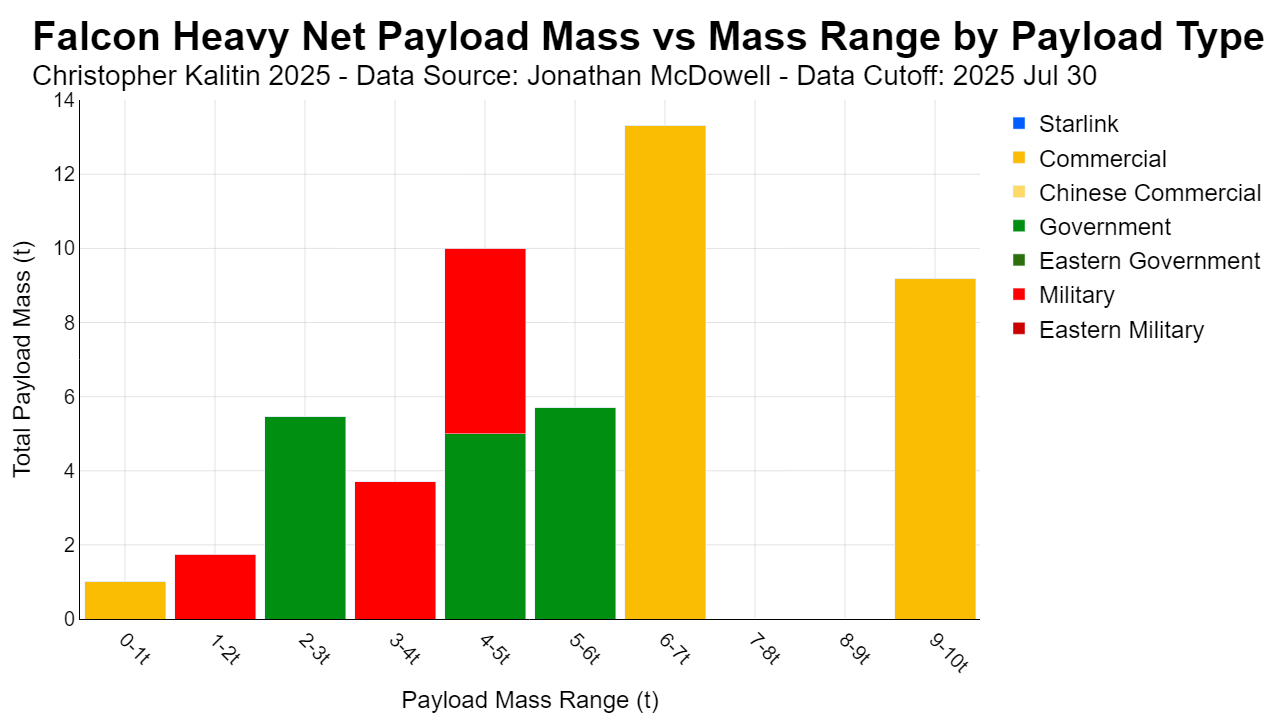 Falcon Heavy Net Payload Mass vs Mass Range by Payload Type
Christopher Kalitin 2025 - Data Source: Jonathan McDowell - Data Cutoff: 2025 Jul 30
Total Payload Mass (t)
14
12
10
8
6
4
2
0
0-1t
1-2t
2-3t
3-4t
4-5t
5-6t
6-7t
7-8t
8-9t
9-10t
Payload Mass Range (t)
Starlink
Commercial
Chinese Commercial
Government
Eastern Government
Military
Eastern Military